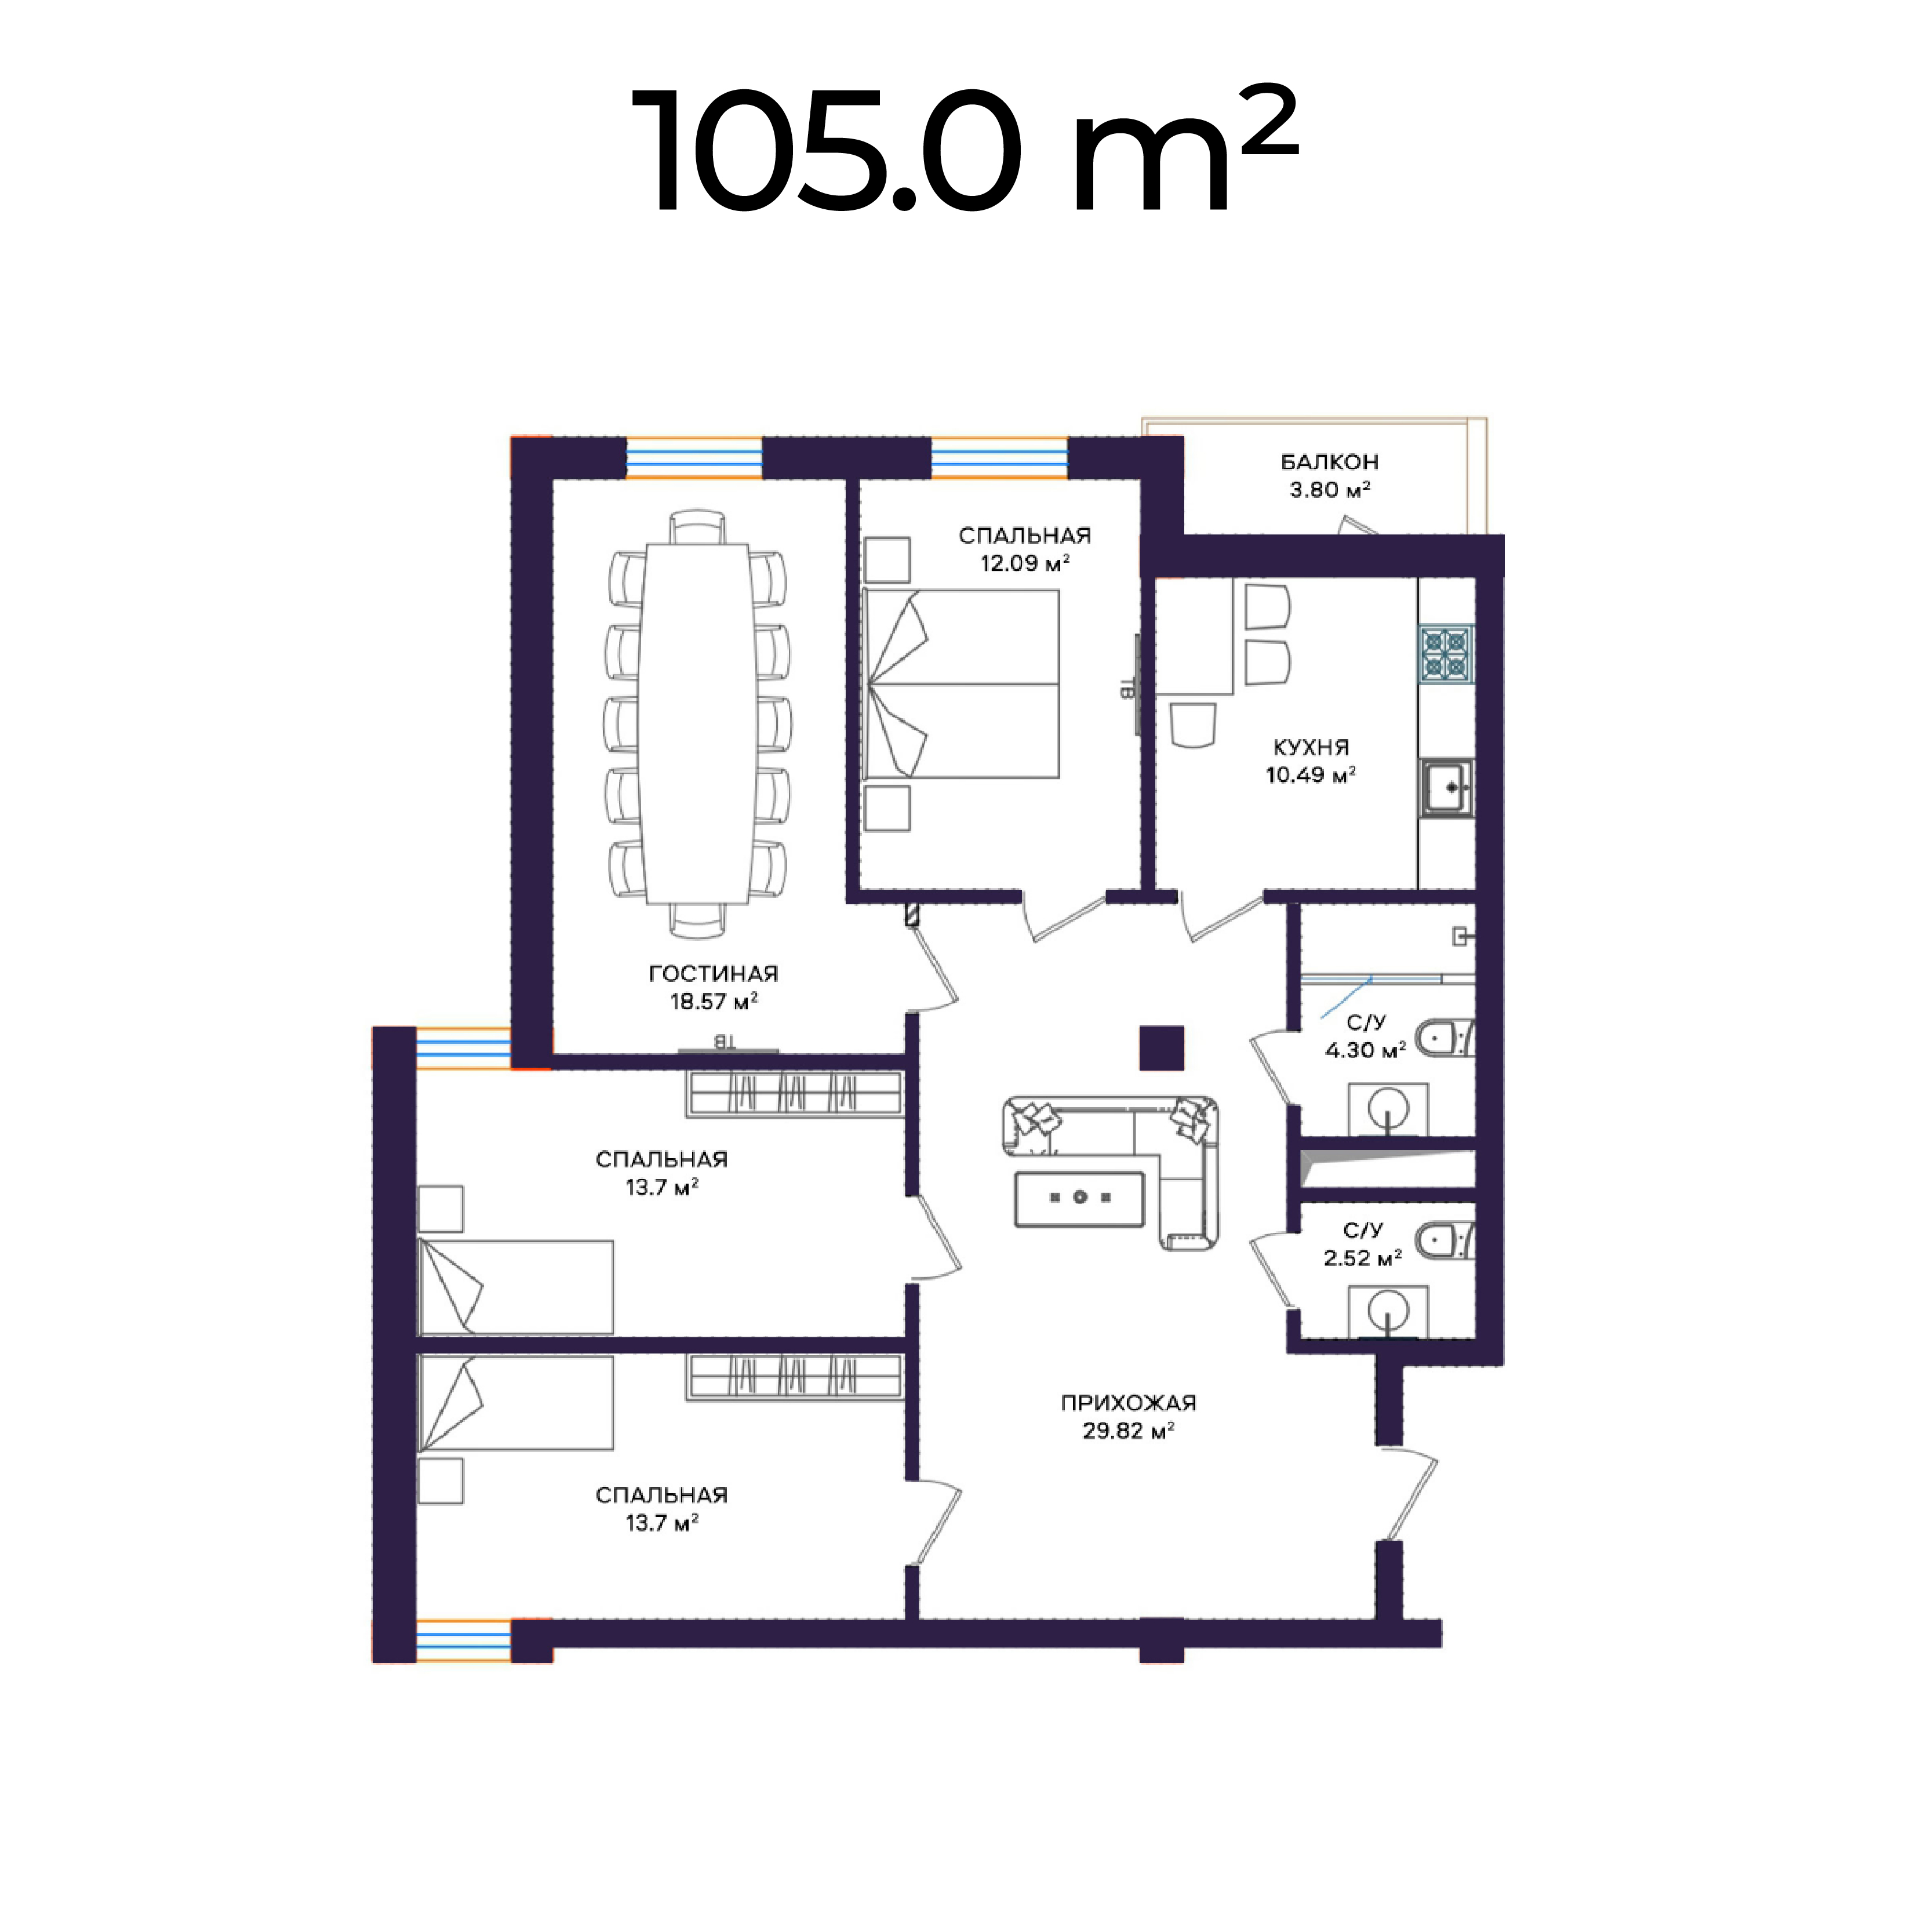 105.0 m²
БАЛКОН
3.80 м²
СПАЛЬНАЯ
12.09 м²
ТВ
КУХНЯ
10.49 м²
ГОСТИНАЯ
18.57 м²
ТВ
С/У
4.30 м²
СПАЛЬНАЯ
13.7 м²
С/У
2.52 м²
ПРИХОЖАЯ
29.82 м²
СПАЛЬНАЯ
13.7 м²